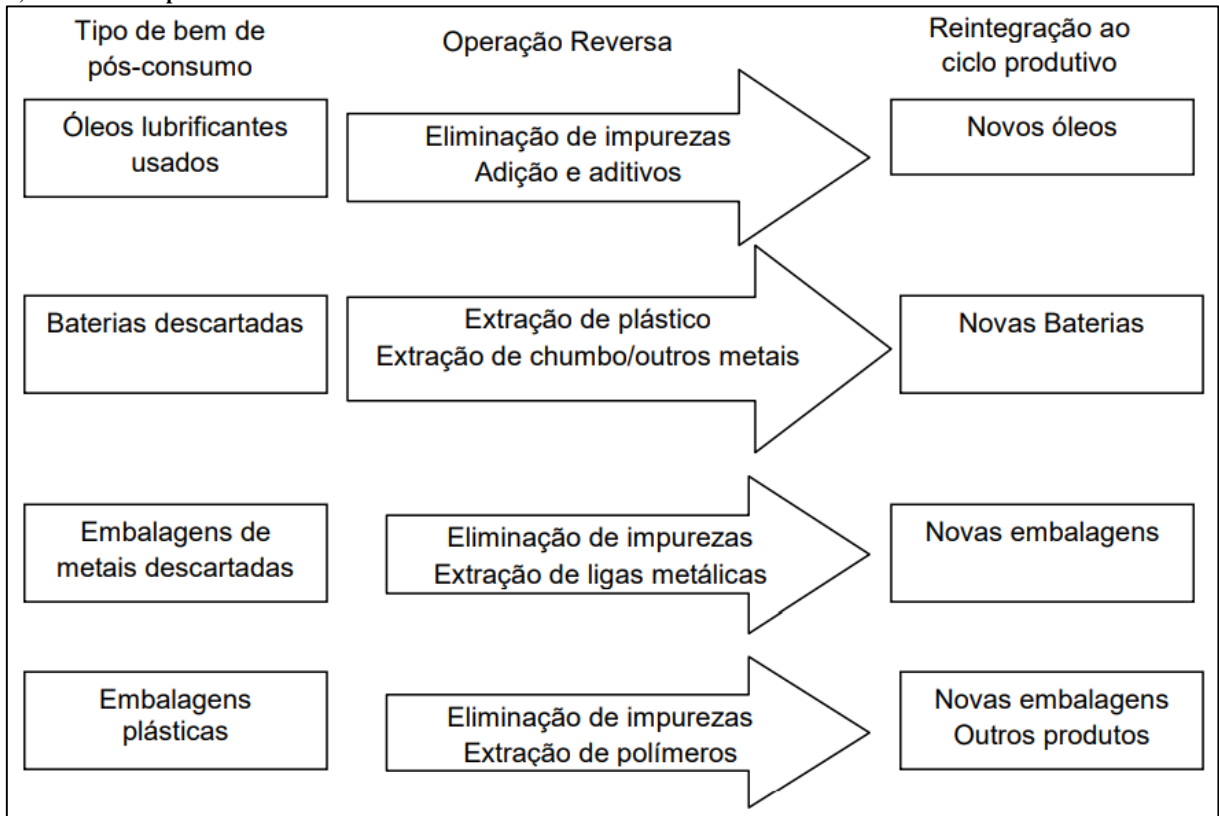 Tipo de bem de
pós-consumo
Operação Reversa
Reintegração ao
ciclo produtivo
Óleos lubrificantes
usados
Eliminação de impurezas
Adição e aditivos
Novos óleos
Baterias descartadas
Extração de plástico
Extração de chumbo/outros metais
Novas Baterias
Embalagens de
metais descartadas
Eliminação de impurezas
Extração de ligas metálicas
Novas embalagens
Embalagens
plásticas
Eliminação de impurezas
Extração de polímeros
Novas embalagens
Outros produtos